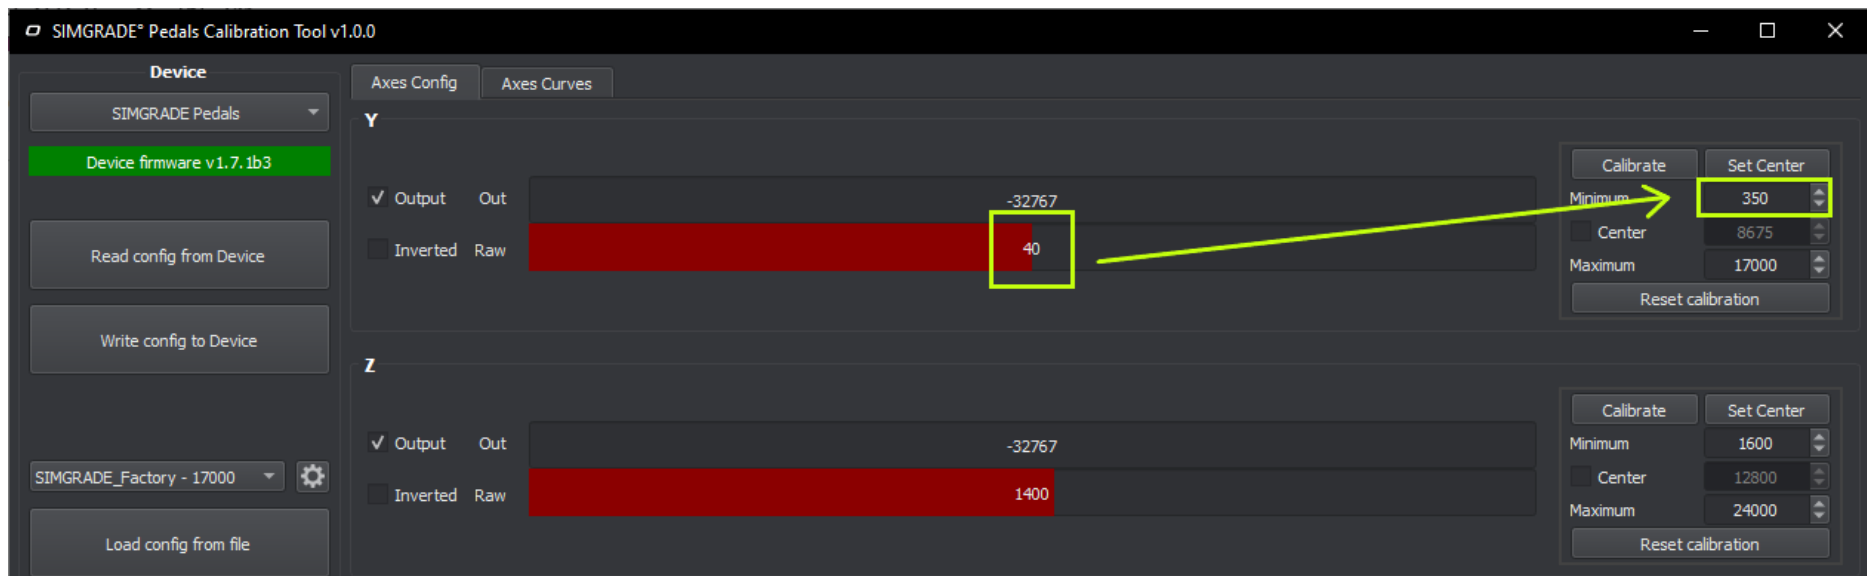 SIMGRADE° Pedals Calibration Tool v1.0.0
Device
SIMGRADE Pedals
Device firmware v1.7.1b3
Read config from Device
Write config to Device
SIMGRADE_Factory - 17000
Load config from file
Axes Config
Axes Curves
Y
Output Out -32767
Inverted Raw 40
Calibrate Set Center
Minimum 350
Center 8675
Maximum 17000
Reset calibration
Z
Output Out -32767
Inverted Raw 1400
Calibrate Set Center
Minimum 1600
Center 12800
Maximum 24000
Reset calibration